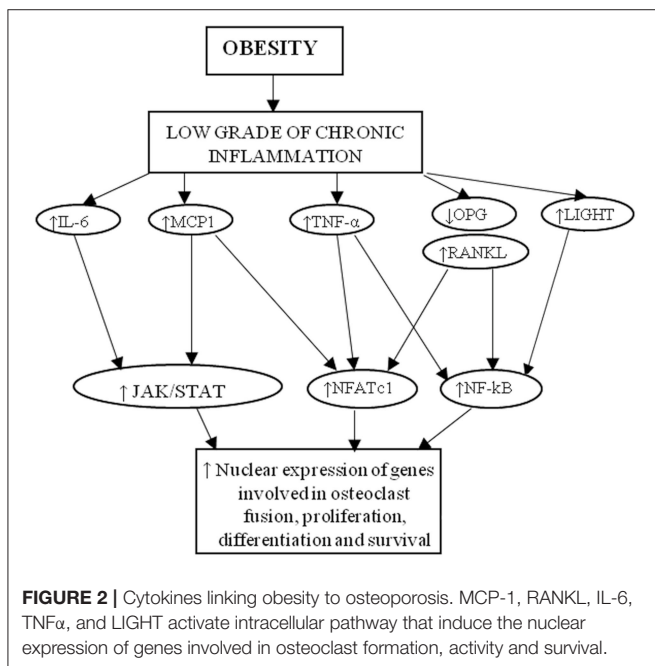 OBESITY
LOW GRADE OF CHRONIC
INFLAMMATION
↑IL-6
↑MCP1
↑TNF-α
↓OPG
↑LIGHT
↑RANKL
↑ JAK/STAT
↑NFATc1
↑NF-kB
↑ Nuclear expression of genes
involved in osteoclast
fusion, proliferation,
differentiation and survival
FIGURE 2 | Cytokines linking obesity to osteoporosis. MCP-1, RANKL, IL-6,
TNFα, and LIGHT activate intracellular pathway that induce the nuclear
expression of genes involved in osteoclast formation, activity and survival.